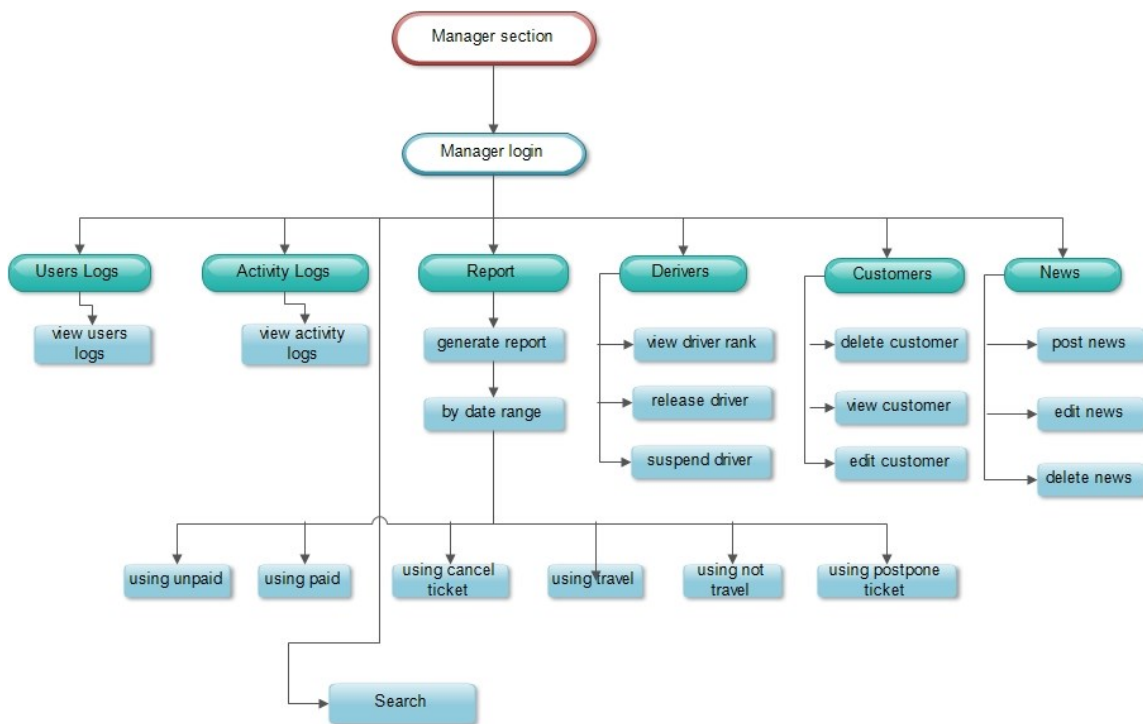 Manager section
Manager login
Users Logs
Activity Logs
Report
Derivers
Customers
News
view users
logs
view activity
logs
generate report
view driver rank
delete customer
post news
by date range
release driver
view customer
edit news
suspend driver
edit customer
delete news
using unpaid
using paid
using cancel
ticket
using travel
using not
travel
using postpone
ticket
Search